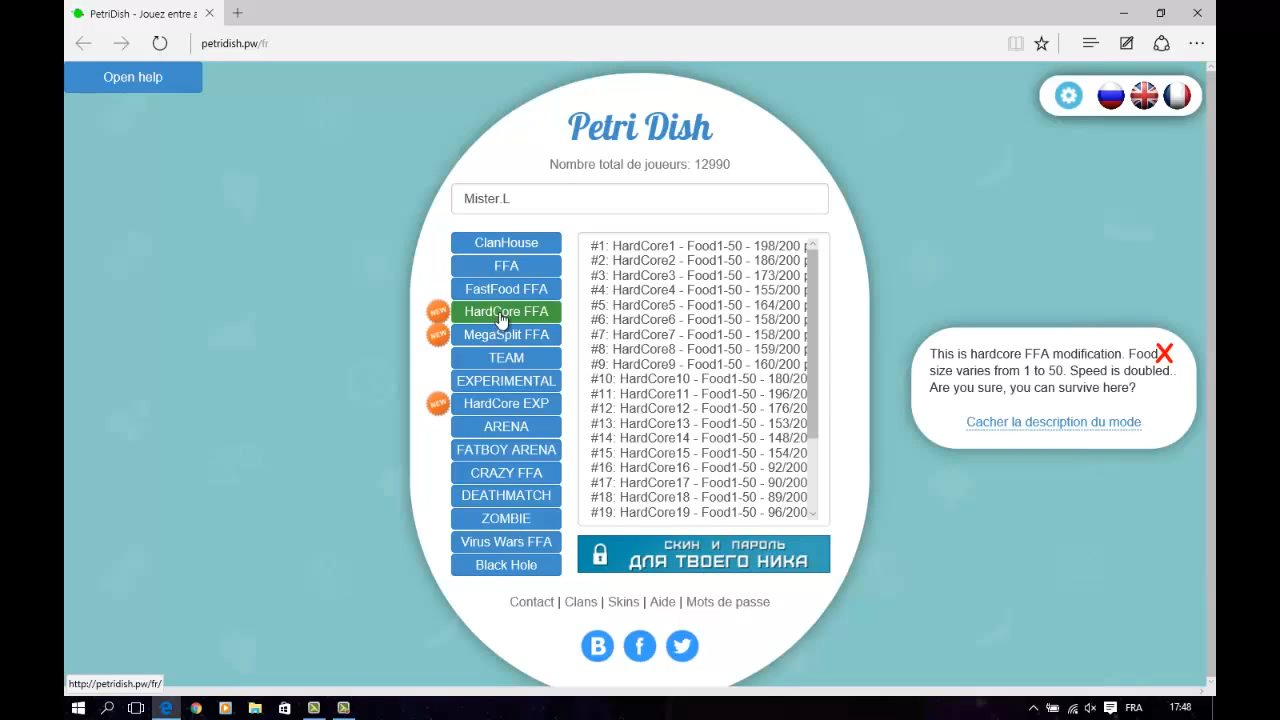 PetriDish - Jouez entre a
petridish.pw/fr
Open help
Petri Dish
Nombre total de joueurs: 12990
Mister.L
ClanHouse
FFA
FastFood FFA
NEW HardCore FFA
NEW MegaSplit FFA
TEAM
EXPERIMENTAL
NEW HardCore EXP
ARENA
FATBOY ARENA
CRAZY FFA
DEATHMATCH
ZOMBIE
Virus Wars FFA
Black Hole
#1: HardCore1 - Food1-50 - 198/200 p
#2: HardCore2 - Food1-50 - 186/200 p
#3: HardCore3 - Food1-50 - 173/200 p
#4: HardCore4 - Food1-50 - 155/200 p
#5: HardCore5 - Food1-50 - 164/200 p
#6: HardCore6 - Food1-50 - 158/200 p
#7: HardCore7 - Food1-50 - 158/200 p
#8: HardCore8 - Food1-50 - 159/200 p
#9: HardCore9 - Food1-50 - 160/200 p
#10: HardCore10 - Food1-50 - 180/20
#11: HardCore11 - Food1-50 - 196/20
#12: HardCore12 - Food1-50 - 176/20
#13: HardCore13 - Food1-50 - 153/20
#14: HardCore14 - Food1-50 - 148/20
#15: HardCore15 - Food1-50 - 154/20
#16: HardCore16 - Food1-50 - 92/200
#17: HardCore17 - Food1-50 - 90/200
#18: HardCore18 - Food1-50 - 89/200
#19: HardCore19 - Food1-50 - 96/200
СКИН И ПАРОЛЬ
ДЛЯ ТВОЕГО НИКА
This is hardcore FFA modification. Food
size varies from 1 to 50. Speed is doubled..
Are you sure, you can survive here?
Cacher la description du mode
Contact | Clans | Skins | Aide | Mots de passe
http://petridish.pw/fr/
FRA
17:48